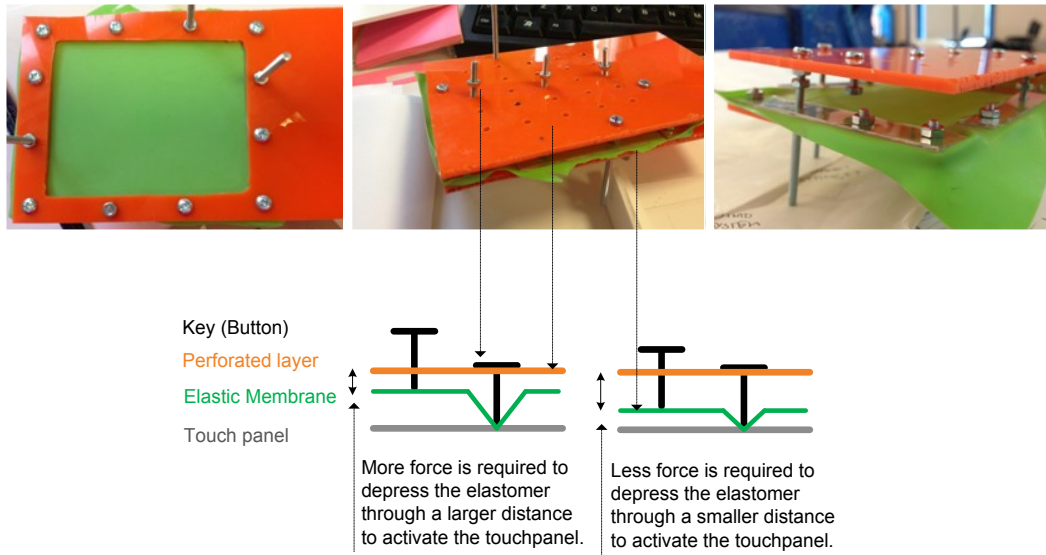 Key (Button)
Perforated layer
Elastic Membrane
Touch panel
More force is required to
depress the elastomer
through a larger distance
to activate the touchpanel.
Less force is required to
depress the elastomer
through a smaller distance
to activate the touchpanel.